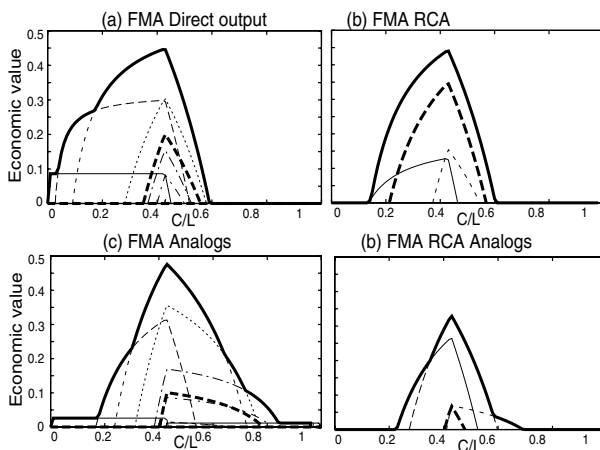 (a) FMA Direct output
(b) FMA RCA
Economic value
0.5
0.4
0.3
0.2
0.1
0
0 0.2 0.4 0.6 0.8 1
C/L
0 0.2 0.4 0.6 0.8 1
C/L
(c) FMA Analogs
(b) FMA RCA Analogs
Economic value
0.5
0.4
0.3
0.2
0.1
0
0 0.2 0.4 0.6 0.8 1
C/L
0 0.2 0.4 0.6 0.8 1
C/L